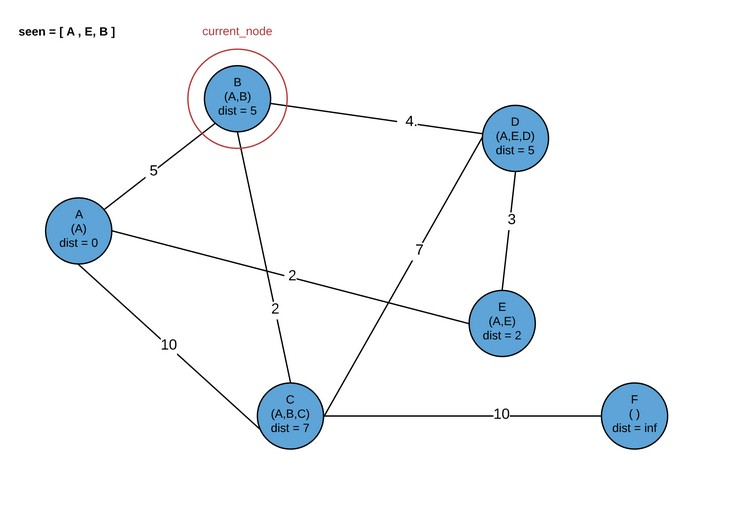 seen = [ A , E, B ]
current_node
B
(A,B)
dist = 5
4.
D
(A,E,D)
dist = 5
5
A
(A)
dist = 0
3
7
2
2
E
(A,E)
dist = 2
10
C
(A,B,C)
dist = 7
10
F
( )
dist = inf